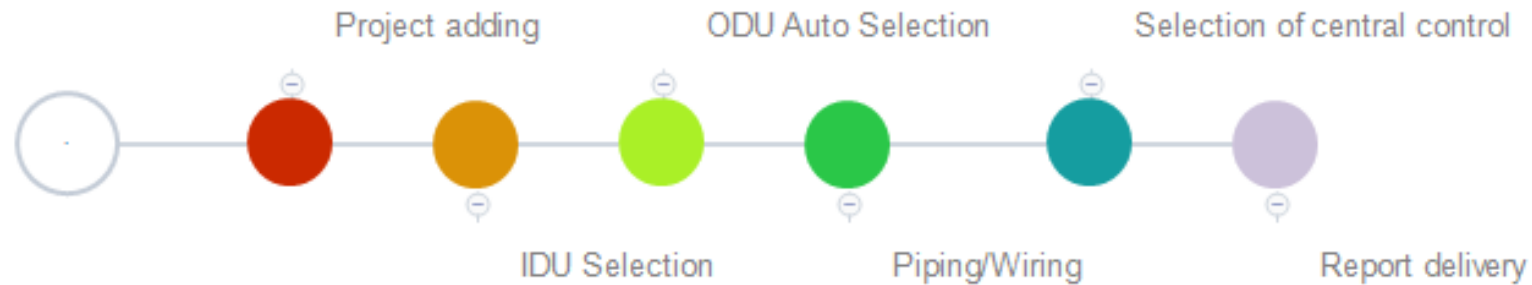 Project adding
ODU Auto Selection
Selection of central control
IDU Selection
Piping/Wiring
Report delivery